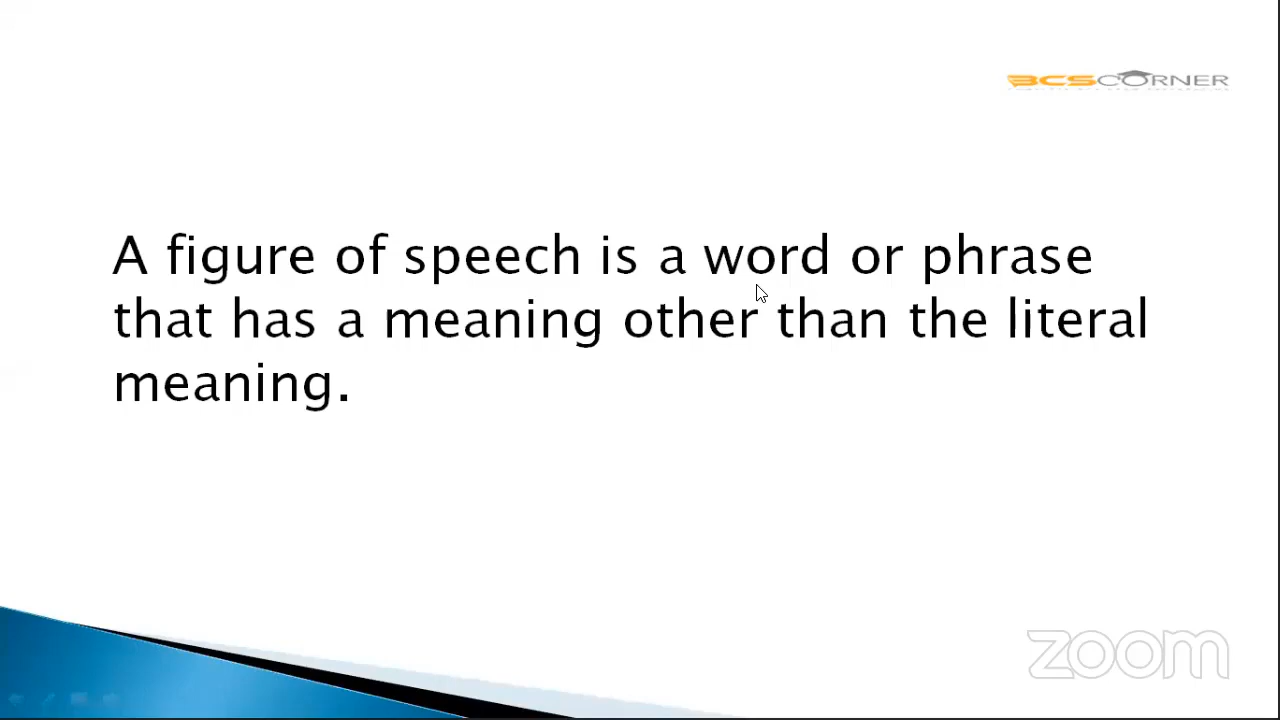 BCSCORNER
A figure of speech is a word or phrase
that has a meaning other than the literal
meaning.
zoom